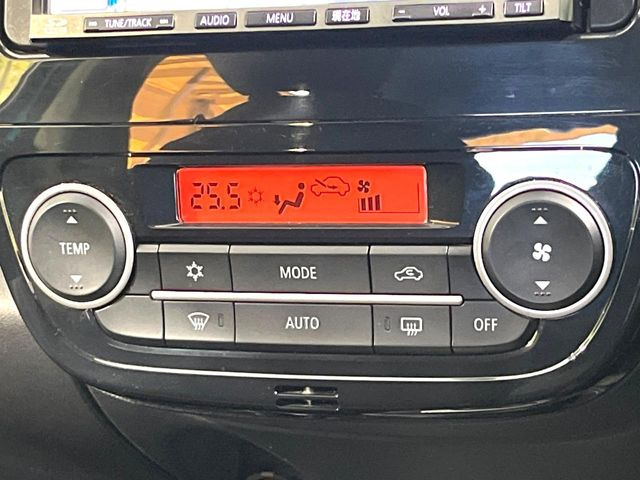 TUNE/TRACK AUDIO MENU 現在地 − VOL + TILT
25.5
TEMP
MODE
AUTO
OFF